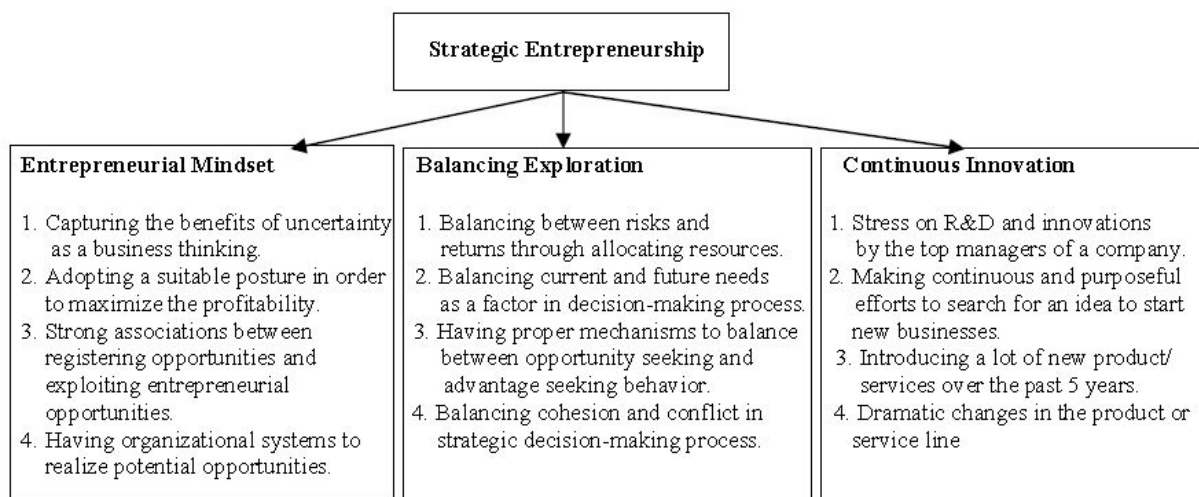 Strategic Entrepreneurship
Entrepreneurial Mindset
1. Capturing the benefits of uncertainty
as a business thinking.
2. Adopting a suitable posture in order
to maximize the profitability.
3. Strong associations between
registering opportunities and
exploiting entrepreneurial
opportunities.
4. Having organizational systems to
realize potential opportunities.
Balancing Exploration
1. Balancing between risks and
returns through allocating resources.
2. Balancing current and future needs
as a factor in decision-making process.
3. Having proper mechanisms to balance
between opportunity seeking and
advantage seeking behavior.
4. Balancing cohesion and conflict in
strategic decision-making process.
Continuous Innovation
1. Stress on R&D and innovations
by the top managers of a company.
2. Making continuous and purposeful
efforts to search for an idea to start
new businesses.
3. Introducing a lot of new product/
services over the past 5 years.
4. Dramatic changes in the product or
service line